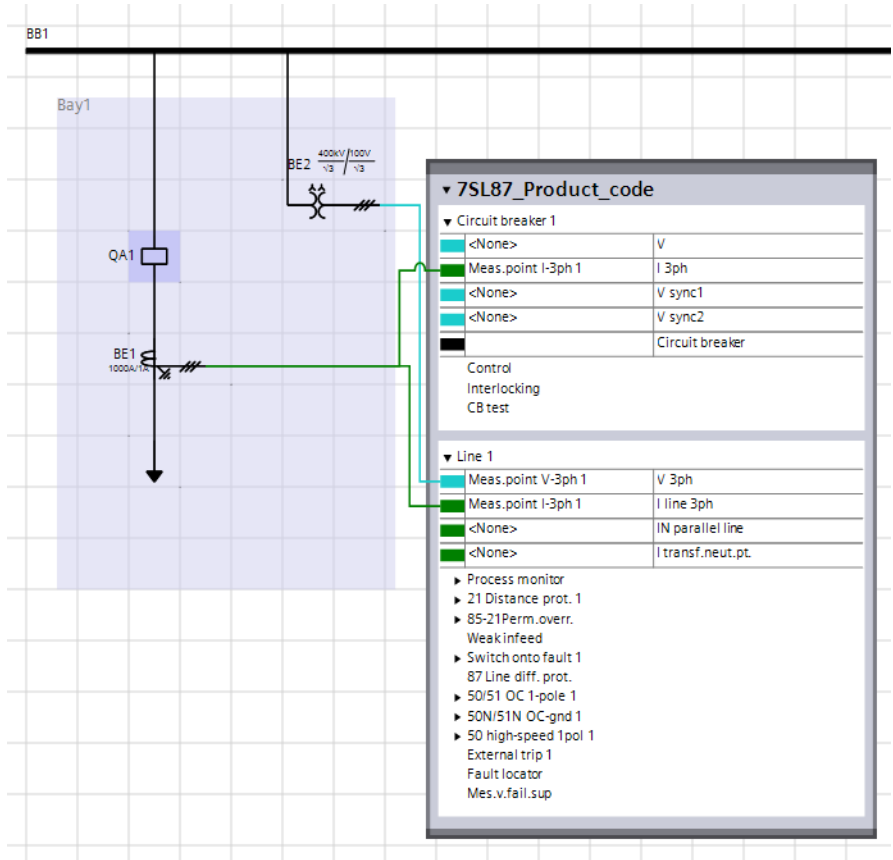 BB1
Bay1
BE2 400kV/√3 / 100V/√3
QA1
BE1
1000A/1A
7SL87_Product_code
Circuit breaker 1
<None> V
Meas.point I-3ph 1 I 3ph
<None> V sync1
<None> V sync2
Circuit breaker
Control
Interlocking
CB test
Line 1
Meas.point V-3ph 1 V 3ph
Meas.point I-3ph 1 I line 3ph
<None> IN parallel line
<None> I transf.neut.pt.
Process monitor
21 Distance prot. 1
85-21Perm.overr.
Weak infeed
Switch onto fault 1
87 Line diff. prot.
50/51 OC 1-pole 1
50N/51N OC-gnd 1
50 high-speed 1pol 1
External trip 1
Fault locator
Mes.v.fail.sup